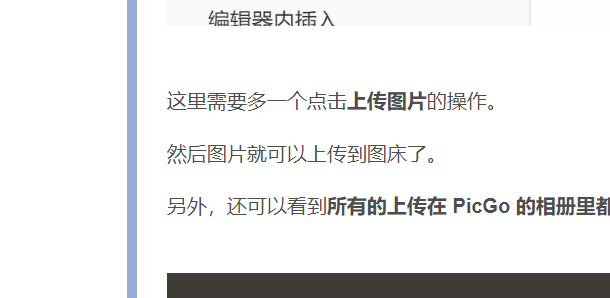 编辑器内插入
这里需要多一个点击上传图片的操作。
然后图片就可以上传到图床了。
另外，还可以看到所有的上传在 PicGo 的相册里都